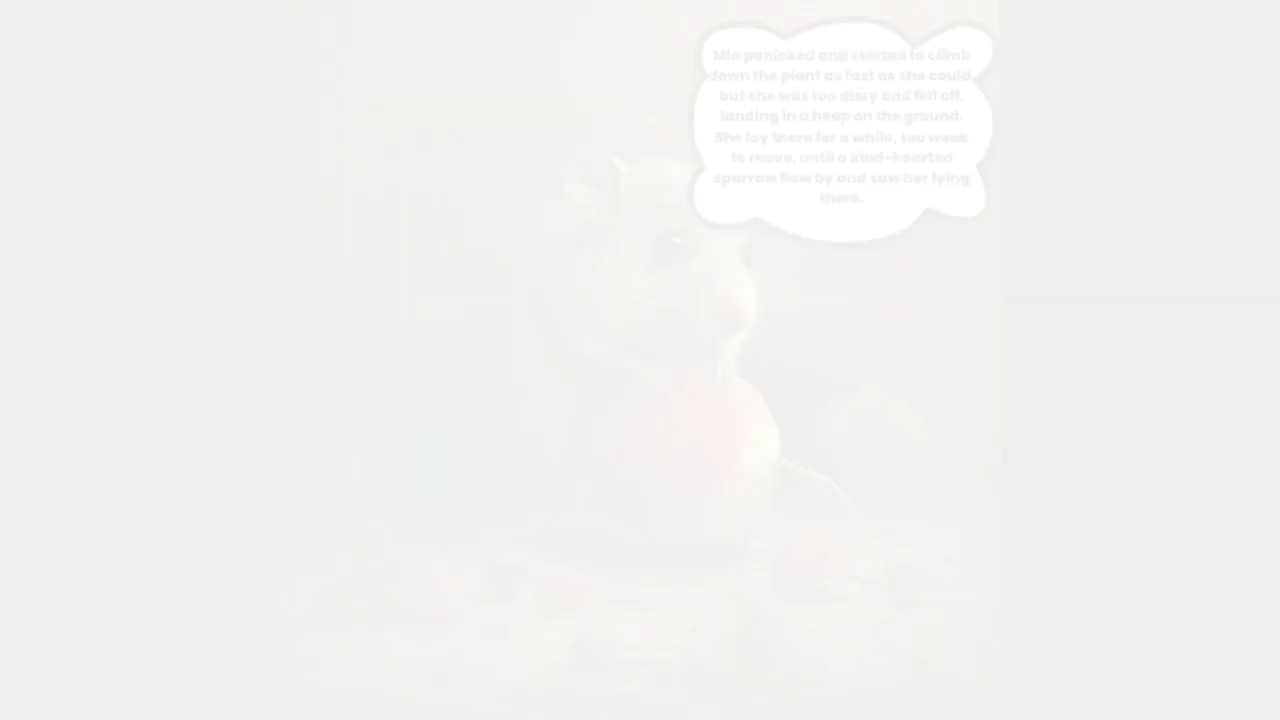 Mia panicked and started to climb
down the plant as fast as she could,
but she was too dizzy and fell off,
landing in a heap on the ground.
She lay there for a while, too weak
to move, until a kind-hearted
sparrow flew by and saw her lying
there.